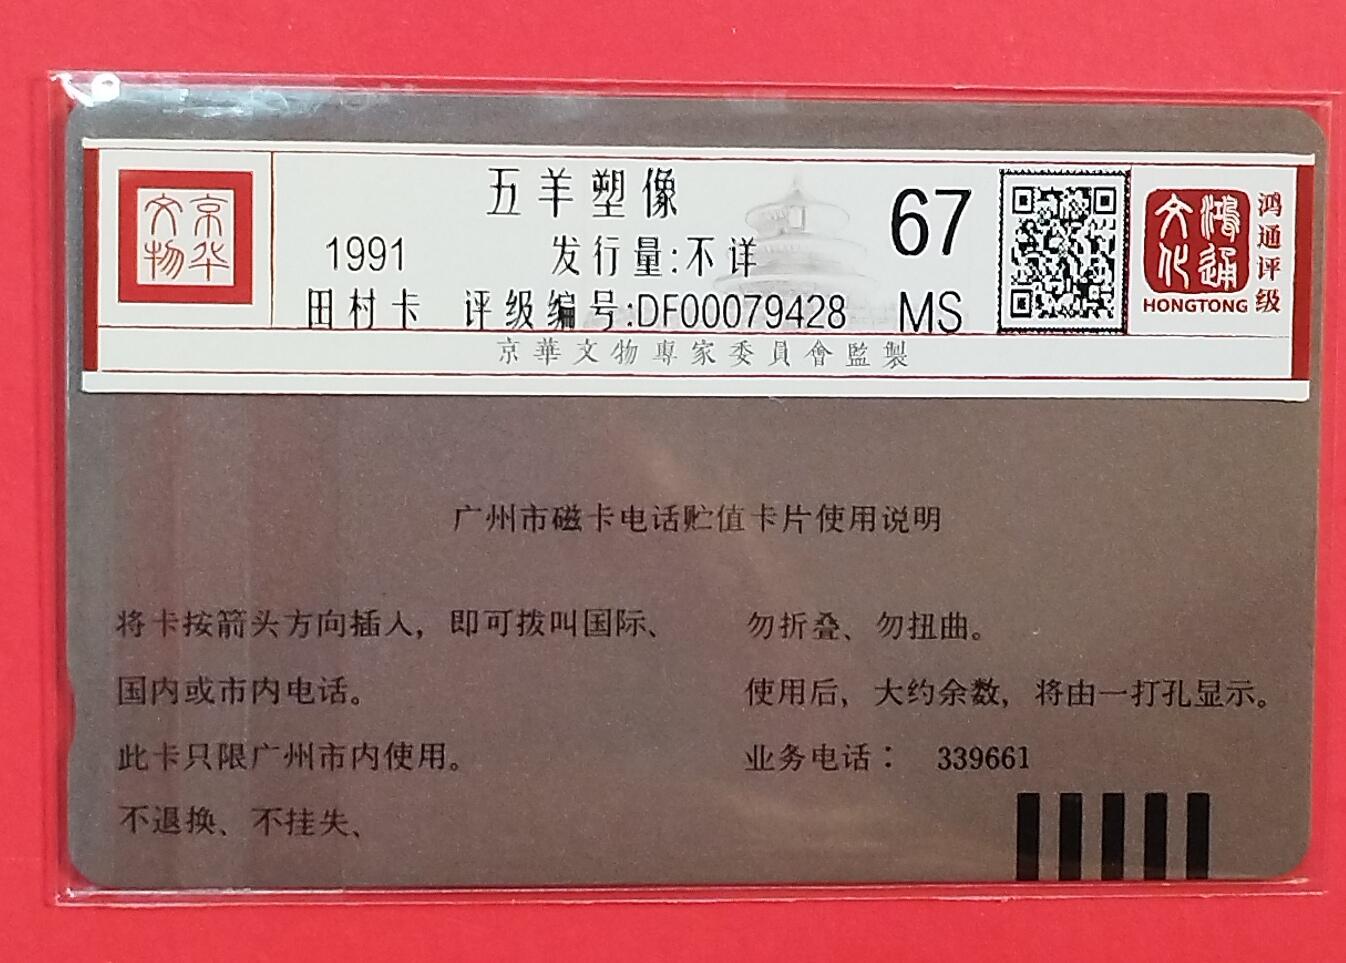 京华
文物
五羊塑像
1991 发行量:不详
田村卡 评级编号:DF00079428
67
MS
鸿通
文化
HONGTONG
鸿通评级
京華文物專家委員會監製
广州市磁卡电话贮值卡片使用说明
将卡按箭头方向插入，即可拨叫国际、
国内或市内电话。
此卡只限广州市内使用。
不退换、不挂失、
勿折叠、勿扭曲。
使用后，大约余数，将由一打孔显示。
业务电话： 339661